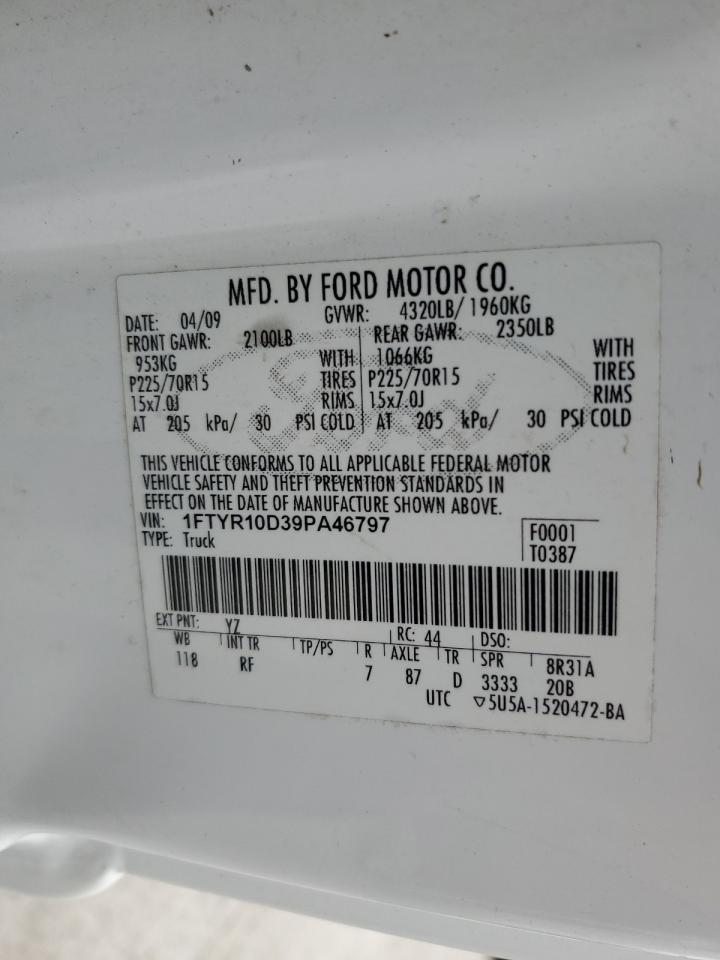 MFD. BY FORD MOTOR CO.
DATE: 04/09 GVWR: 4320LB/ 1960KG
FRONT GAWR: 2100LB REAR GAWR: 2350LB
953KG WITH 1066KG WITH
P225/70R15 TIRES P225/70R15 TIRES
15x7.0J RIMS 15x7.0J RIMS
AT 205 kPa/ 30 PSI COLD AT 205 kPa/ 30 PSI COLD
Ford
THIS VEHICLE CONFORMS TO ALL APPLICABLE FEDERAL MOTOR
VEHICLE SAFETY AND THEFT PREVENTION STANDARDS IN
EFFECT ON THE DATE OF MANUFACTURE SHOWN ABOVE.
VIN: 1FTYR10D39PA46797 F0001
TYPE: Truck T0387
EXT PNT: YZ RC: 44 DSO:
WB INT TR TP/PS R AXLE TR SPR 8R31A
118 RF 7 87 D 3333 20B
UTC ▽5U5A-1520472-BA